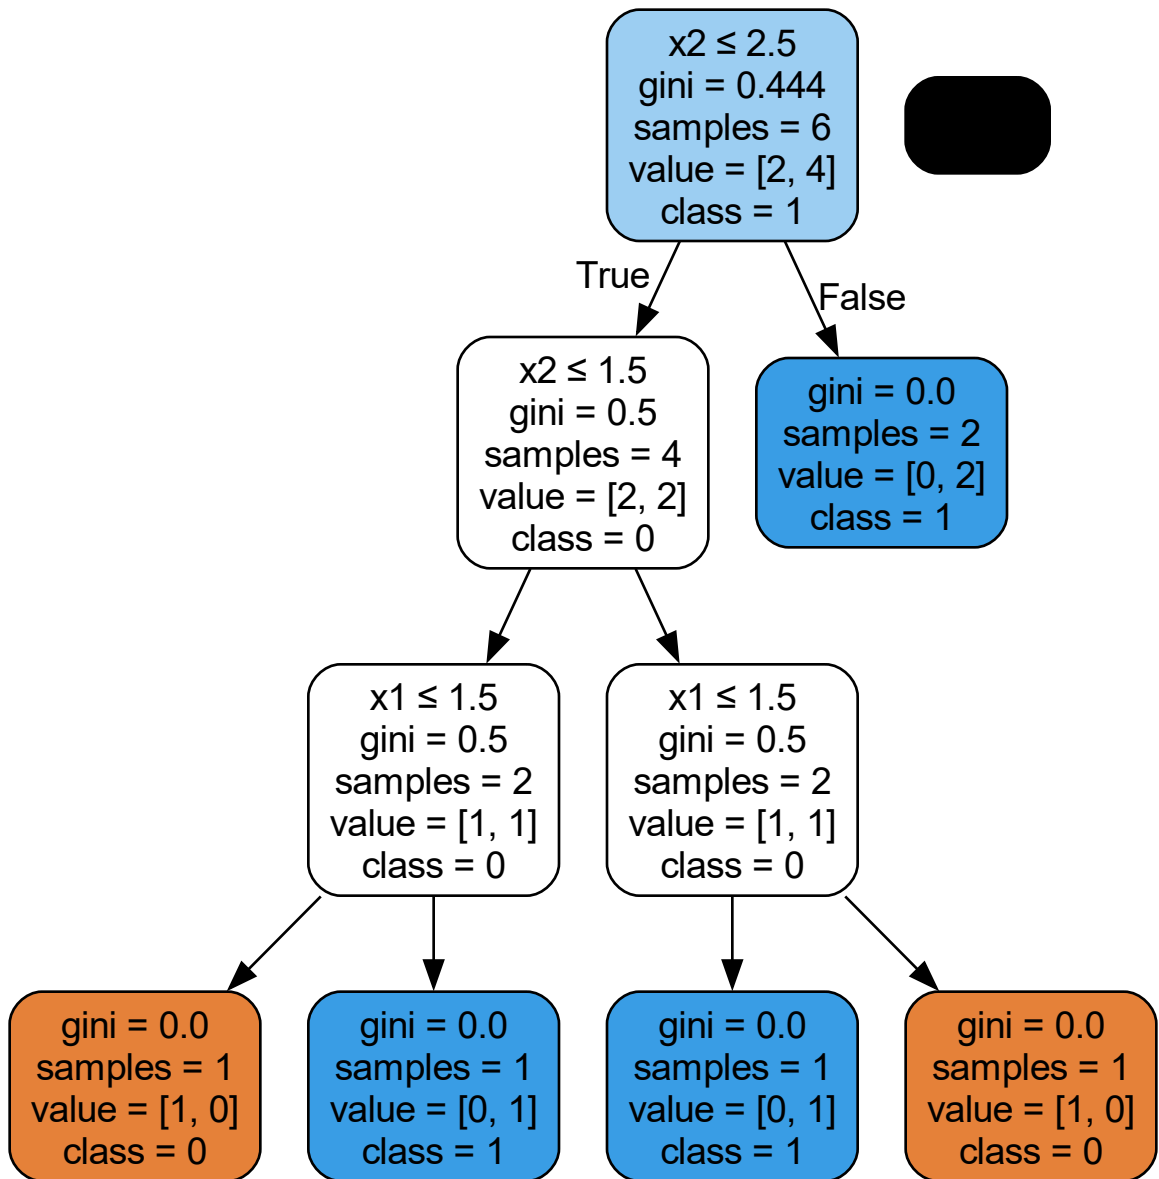 x2 ≤ 2.5
gini = 0.444
samples = 6
value = [2, 4]
class = 1
True
False
x2 ≤ 1.5
gini = 0.5
samples = 4
value = [2, 2]
class = 0
gini = 0.0
samples = 2
value = [0, 2]
class = 1
x1 ≤ 1.5
gini = 0.5
samples = 2
value = [1, 1]
class = 0
x1 ≤ 1.5
gini = 0.5
samples = 2
value = [1, 1]
class = 0
gini = 0.0
samples = 1
value = [1, 0]
class = 0
gini = 0.0
samples = 1
value = [0, 1]
class = 1
gini = 0.0
samples = 1
value = [0, 1]
class = 1
gini = 0.0
samples = 1
value = [1, 0]
class = 0